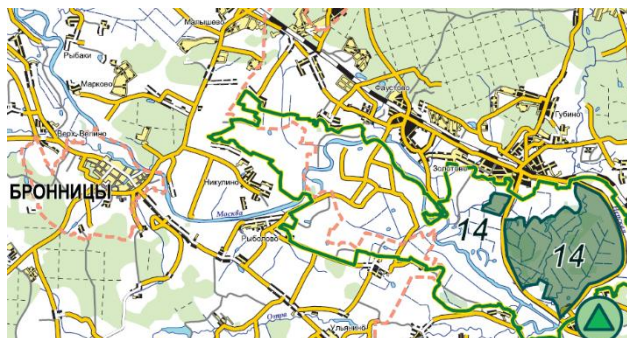 Малышево
Рыбаки
Марково
Фаустово
Губино
Верх. Велино
Золотово
БРОННИЦЫ
Никулино
Москва
14
14
Рыболово
Отра
Ульянино